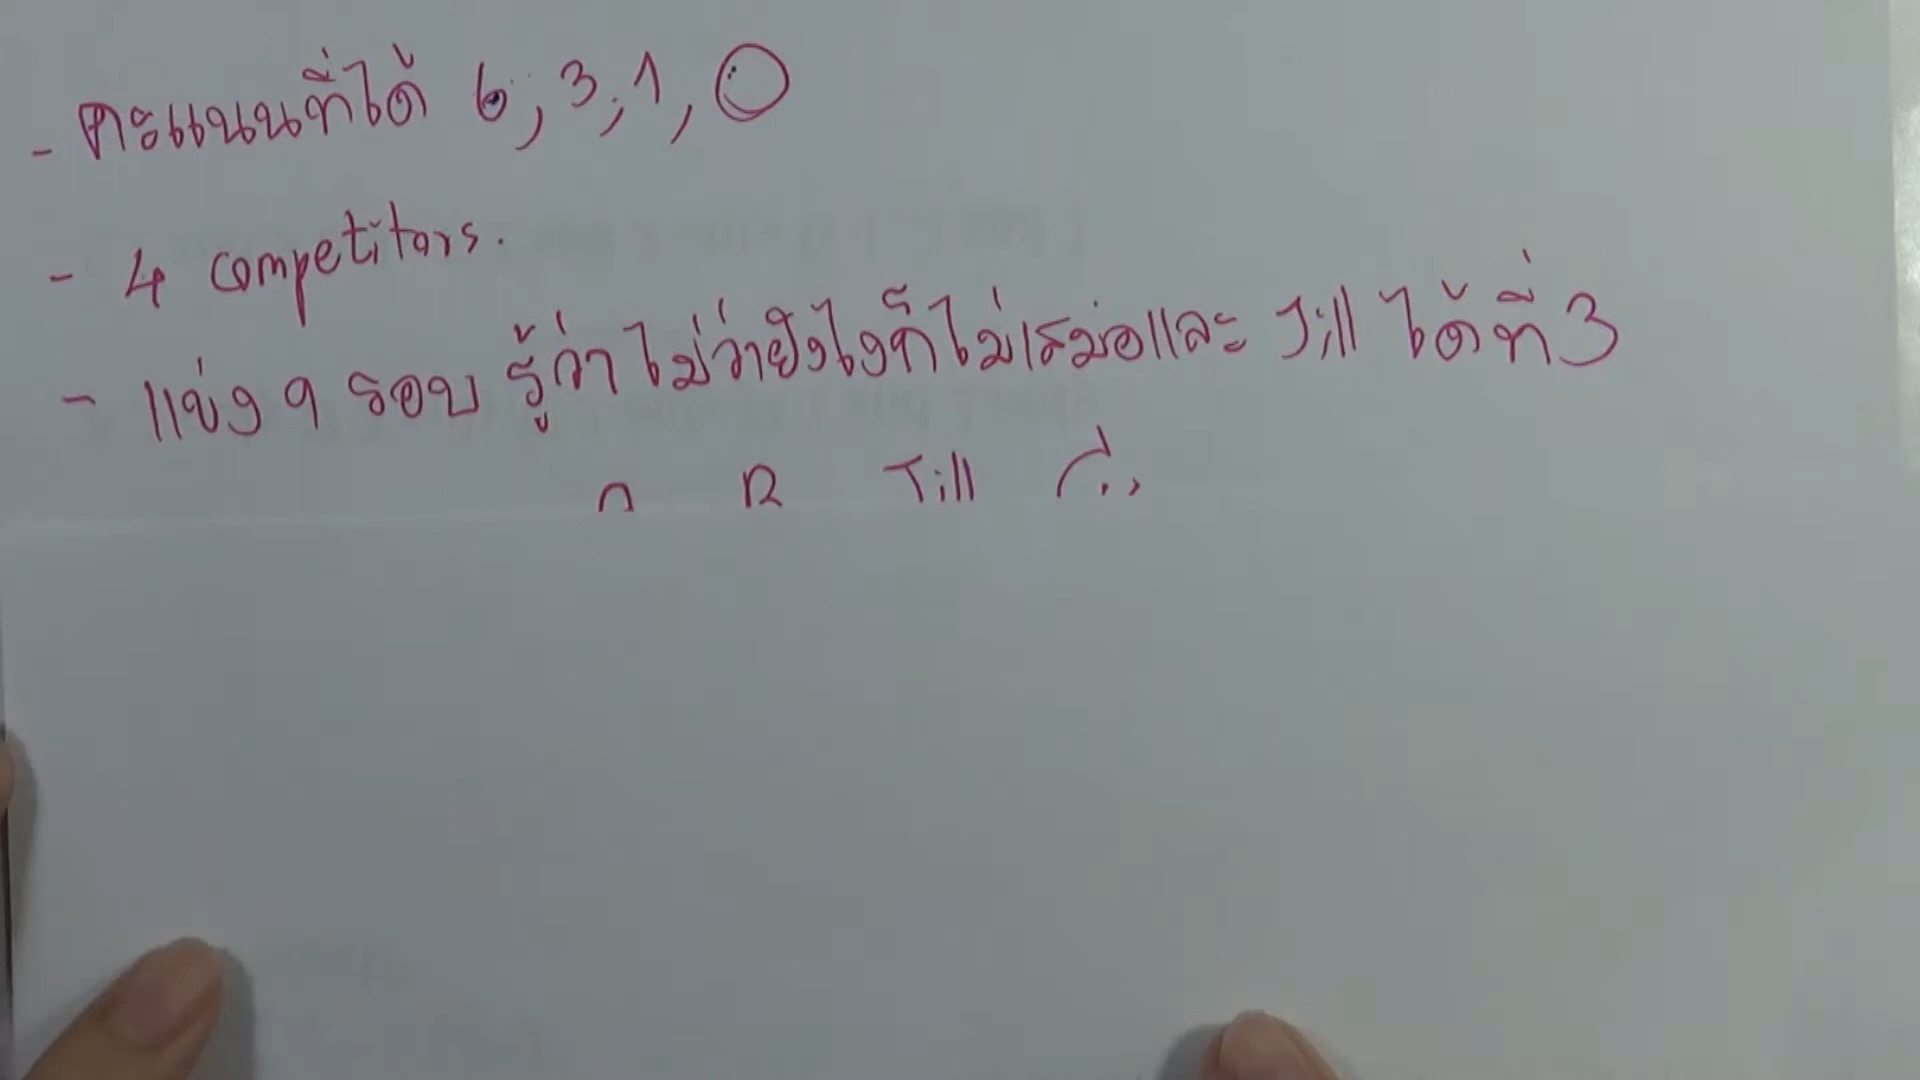 - คะแนนที่ได้ 6, 3, 1, 0
- 4 competitors.
- แข่ง 9 รอบ รู้ว่า ไม่ว่ายังไงก็ไม่เสมอและ Jill ได้ที่ 3
Jill